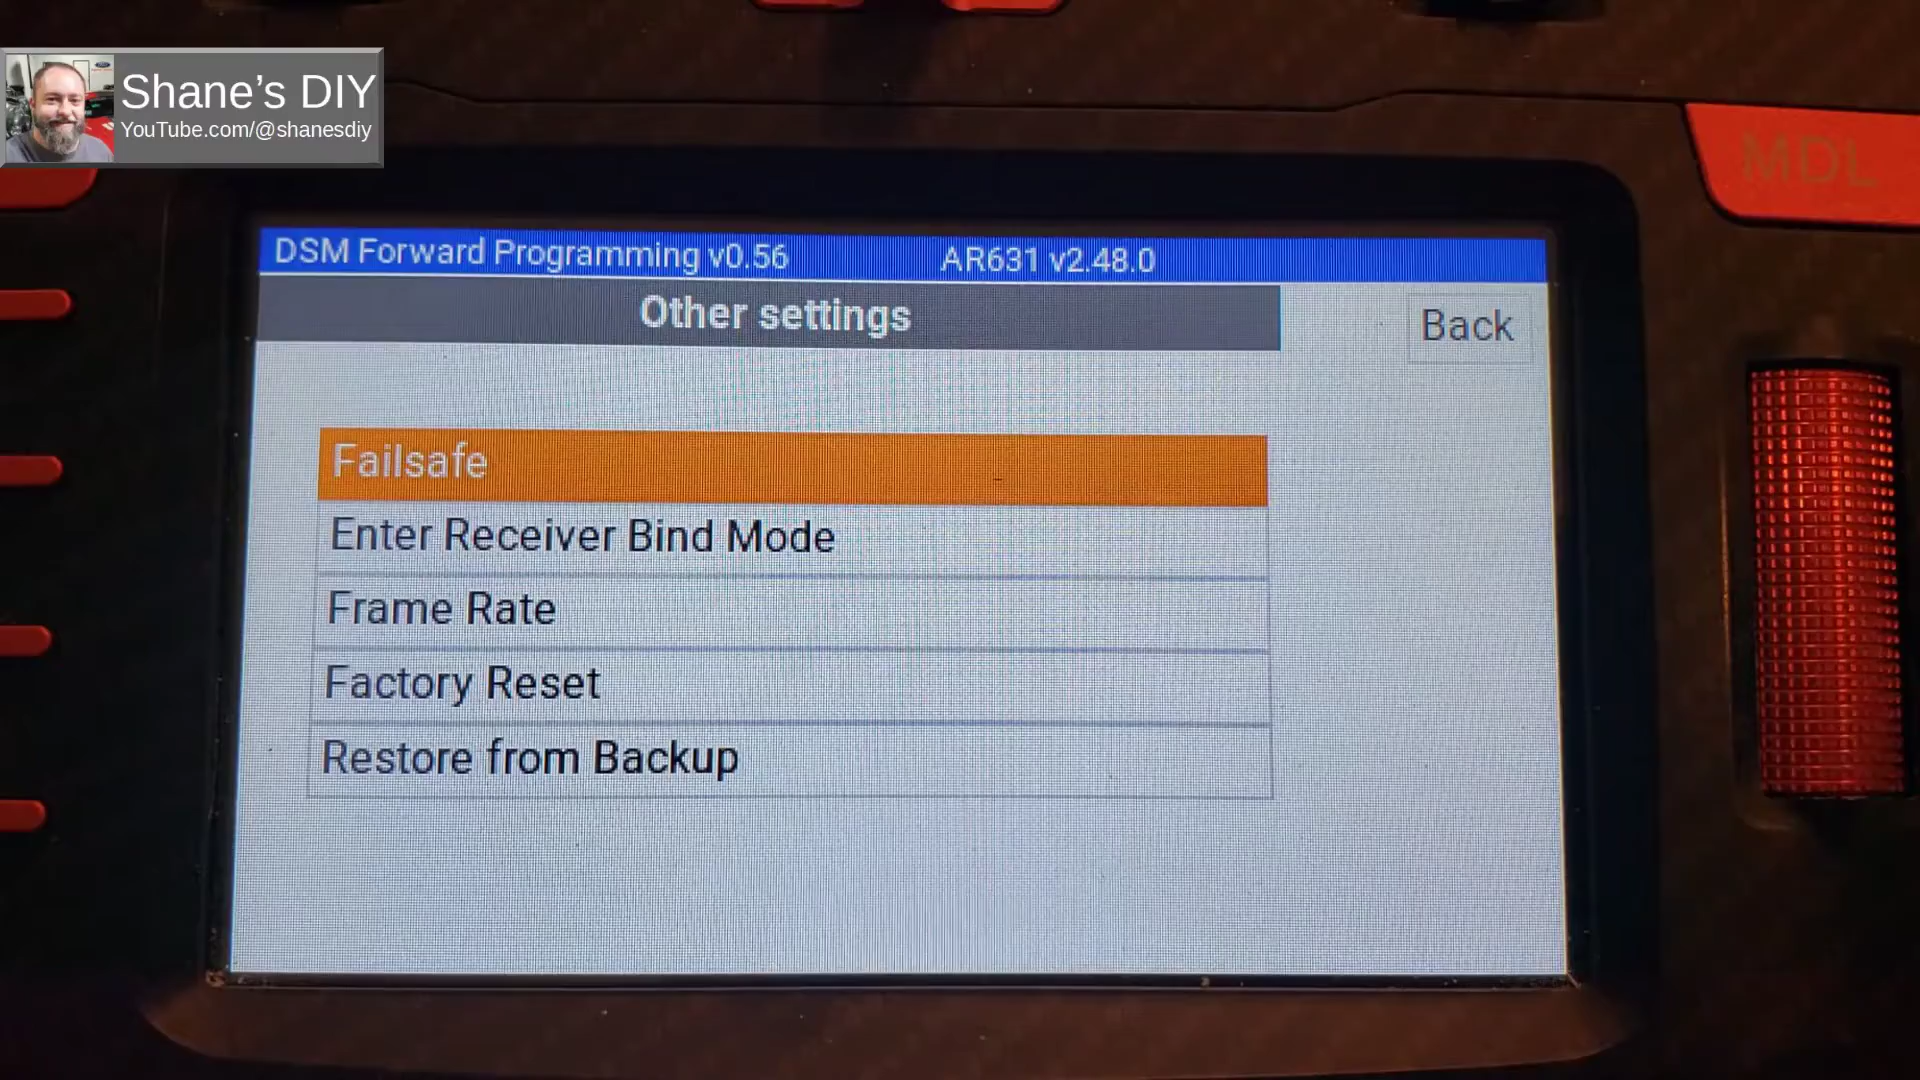 Shane's DIY
YouTube.com/@shanesdiy
MDL
DSM Forward Programming v0.56 AR631 v2.48.0
Other settings
Back
Failsafe
Enter Receiver Bind Mode
Frame Rate
Factory Reset
Restore from Backup